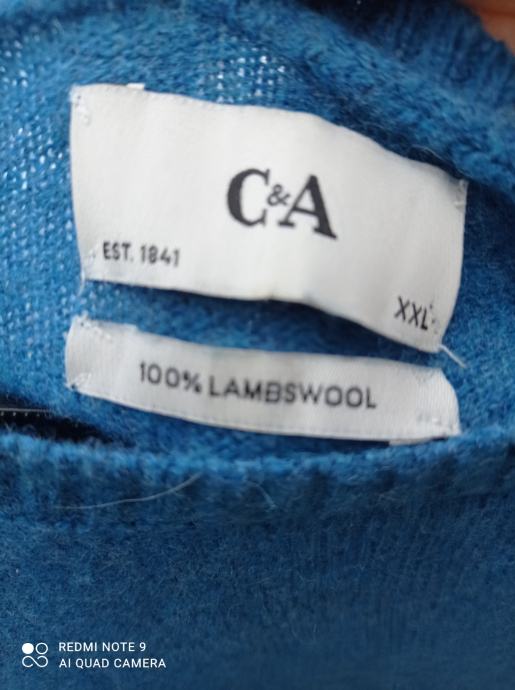 C&A
EST. 1841
XXL
100% LAMBSWOOL
REDMI NOTE 9
AI QUAD CAMERA